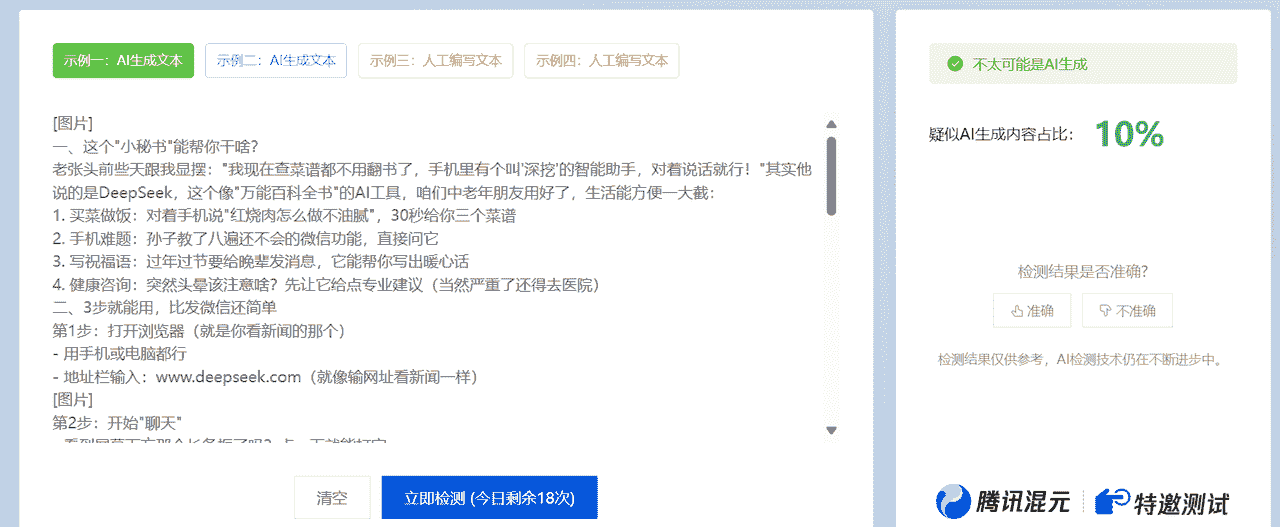 示例一：AI生成文本
示例二：AI生成文本
示例三：人工编写文本
示例四：人工编写文本
[图片]
一、这个"小秘书"能帮你干啥？
老张头前些天跟我显摆："我现在查菜谱都不用翻书了，手机里有个叫'深挖'的智能助手，对着说话就行！"其实他
说的是DeepSeek，这个像"万能百科全书"的AI工具，咱们中老年朋友用好了，生活能方便一大截：
1. 买菜做饭：对着手机说"红烧肉怎么做不油腻"，30秒给你三个菜谱
2. 手机难题：孙子教了八遍还不会的微信功能，直接问它
3. 写祝福语：过年过节要给晚辈发消息，它能帮你写出暖心话
4. 健康咨询：突然头晕该注意啥？先让它给点专业建议（当然严重了还得去医院）
二、3步就能用，比发微信还简单
第1步：打开浏览器（就是你看新闻的那个）
- 用手机或电脑都行
- 地址栏输入：www.deepseek.com（就像输网址看新闻一样）
[图片]
第2步：开始"聊天"
清空
立即检测 (今日剩余18次)
不太可能是AI生成
疑似AI生成内容占比：
10%
检测结果是否准确？
准确
不准确
检测结果仅供参考，AI检测技术仍在不断进步中。
腾讯混元
特邀测试